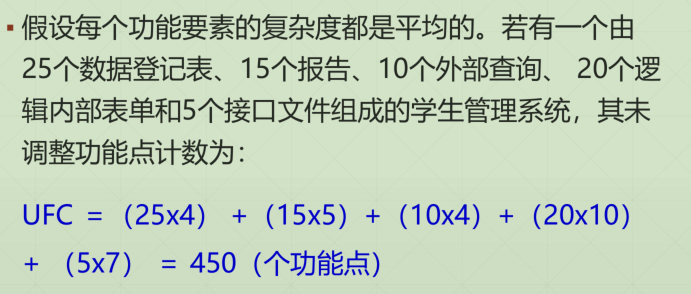 ▪假设每个功能要素的复杂度都是平均的。若有一个由
25个数据登记表、15个报告、10个外部查询、 20个逻
辑内部表单和5个接口文件组成的学生管理系统，其未
调整功能点计数为：
UFC =（25x4）+（15x5）+（10x4）+（20x10）
+ （5x7） = 450（个功能点）